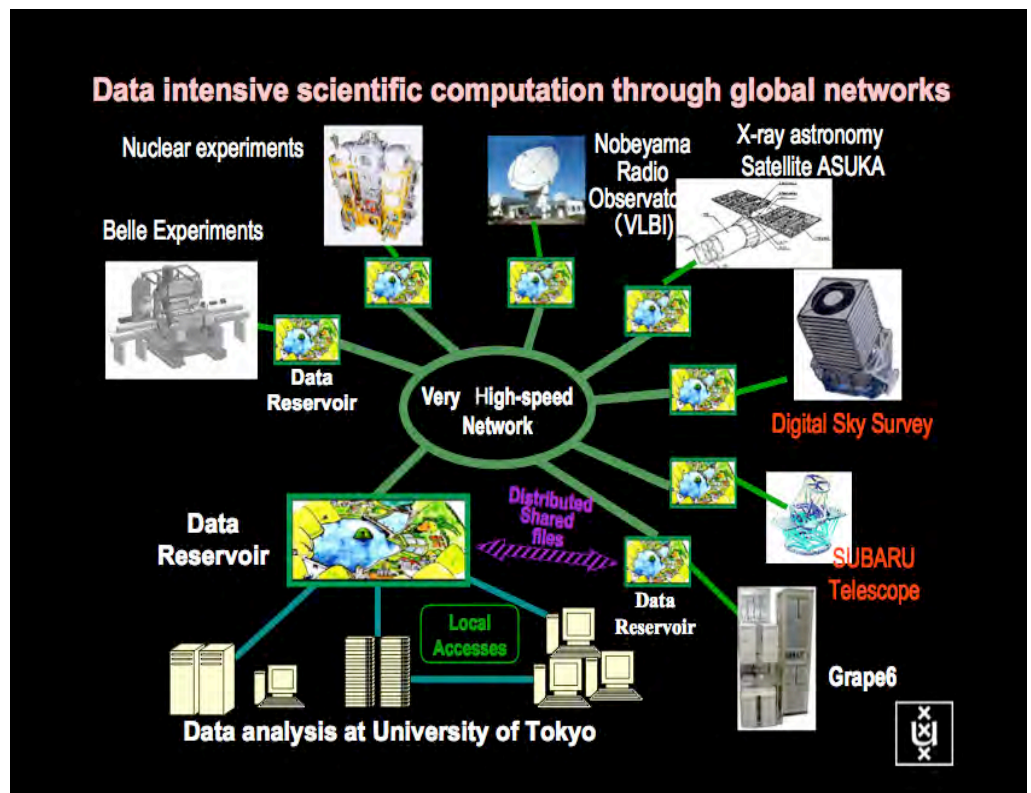 Data intensive scientific computation through global networks
Nuclear experiments
Nobeyama
Radio
Observato
(VLBI)
X-ray astronomy
Satellite ASUKA
Belle Experiments
Data
Reservoir
Very High-speed
Network
Digital Sky Survey
Distributed
Shared
files
Data
Reservoir
SUBARU
Telescope
Data
Reservoir
Local
Accesses
Grape6
Data analysis at University of Tokyo